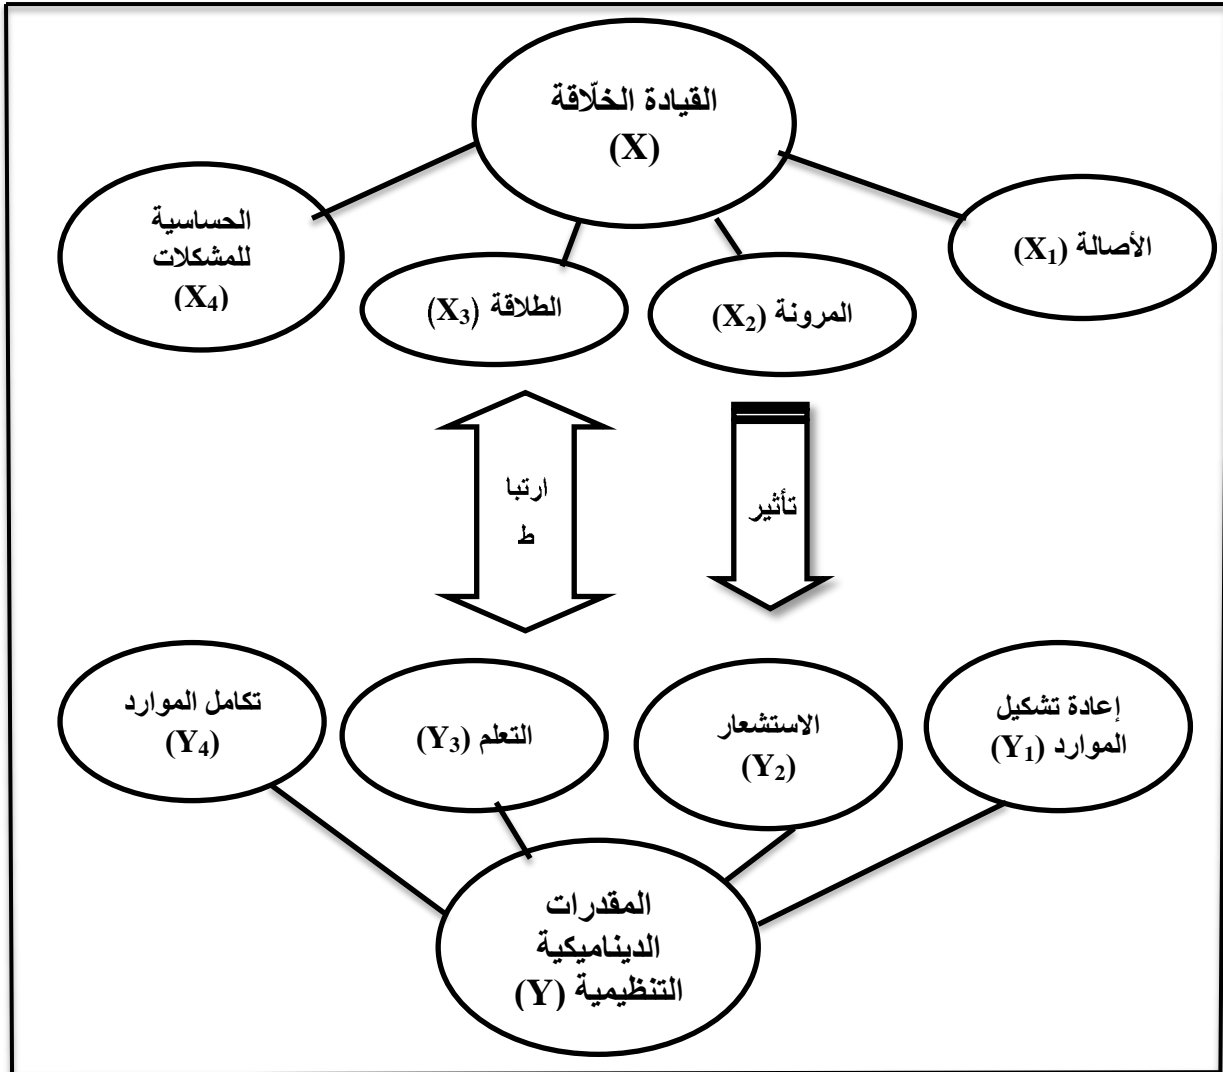 القيادة الخلّاقة
(X)
الأصالة (X₁)
المرونة (X₂)
الطلاقة (X₃)
الحساسية
للمشكلات
(X₄)
تأثير
ارتبا
ط
إعادة تشكيل
الموارد (Y₁)
الاستشعار
(Y₂)
التعلم (Y₃)
تكامل الموارد
(Y₄)
المقدرات
الديناميكية
التنظيمية (Y)